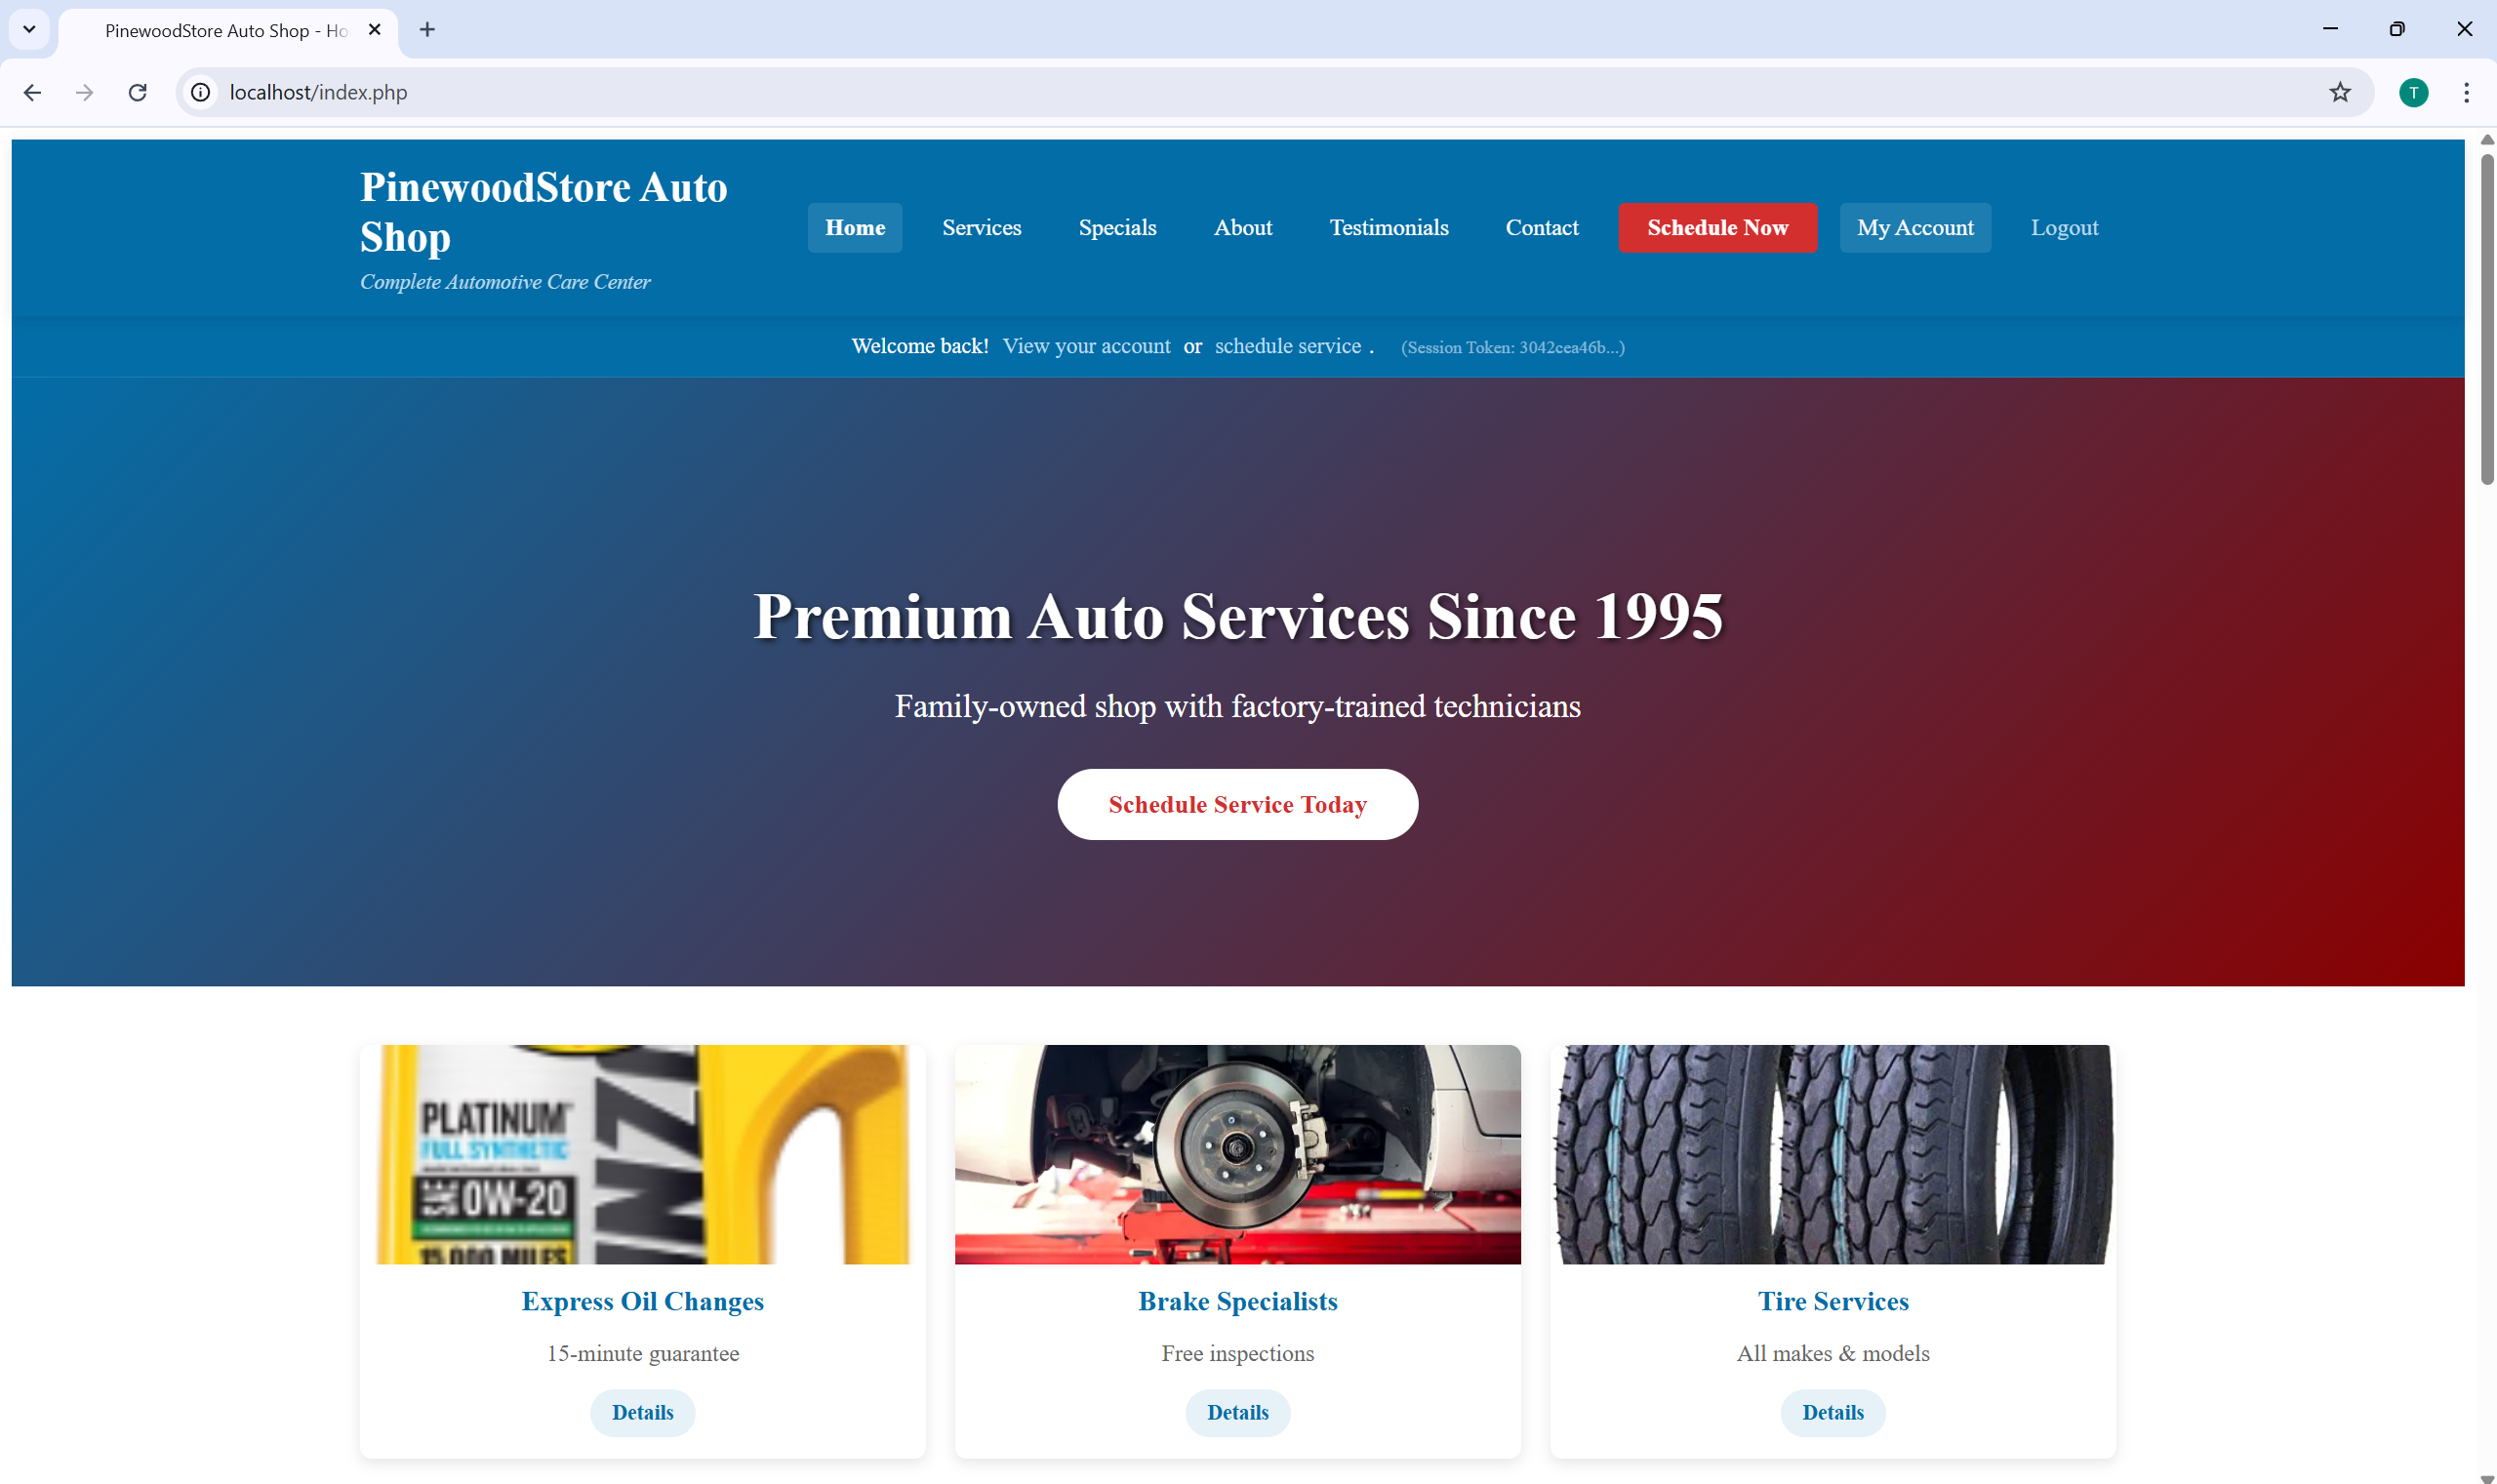 PinewoodStore Auto Shop - Ho
localhost/index.php
T
PinewoodStore Auto
Shop
Complete Automotive Care Center
Home
Services
Specials
About
Testimonials
Contact
Schedule Now
My Account
Logout
Welcome back! View your account or schedule service . (Session Token: 3042cea46b...)
Premium Auto Services Since 1995
Family-owned shop with factory-trained technicians
Schedule Service Today
PLATINUM
FULL SYNTHETIC
SAE 0W-20
15,000 MILES
NNZ
Express Oil Changes
15-minute guarantee
Details
Brake Specialists
Free inspections
Details
Tire Services
All makes & models
Details